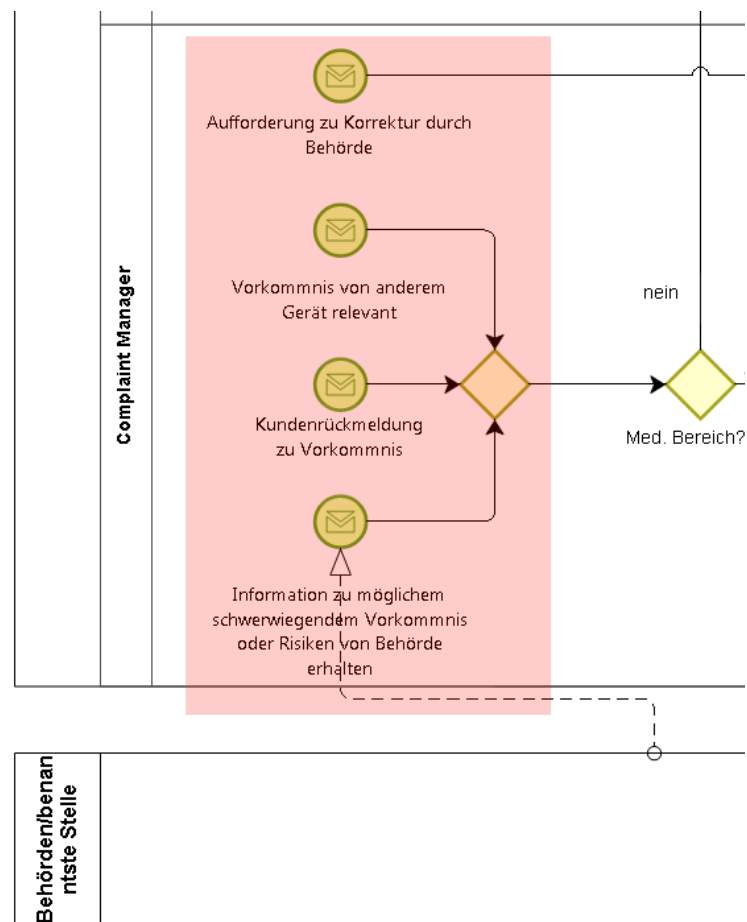 Complaint Manager
Aufforderung zu Korrektur durch
Behörde
Vorkommnis von anderem
Gerät relevant
nein
Kundenrückmeldung
zu Vorkommnis
Med. Bereich?
Information zu möglichem
schwerwiegendem Vorkommnis
oder Risiken von Behörde
erhalten
Behörden/benan
ntste Stelle